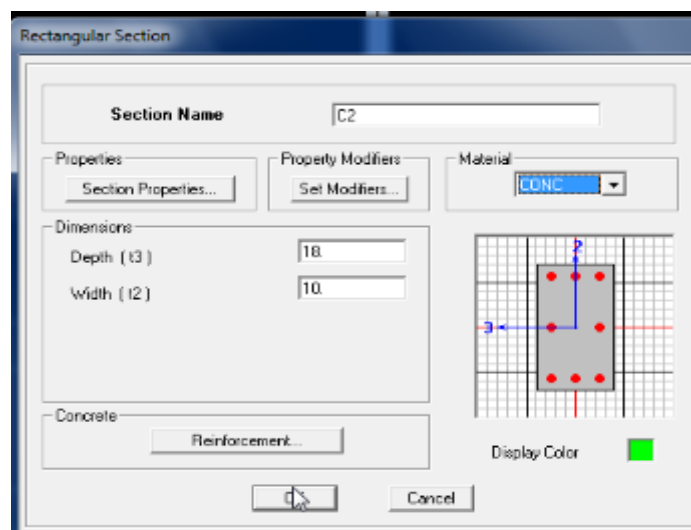 Rectangular Section
Section Name
C2
Properties
Property Modifiers
Material
Section Properties...
Set Modifiers...
CONC
Dimensions
Depth ( t3 )
18.
Width ( t2 )
10.
2
3
Concrete
Reinforcement...
Display Color
Cancel